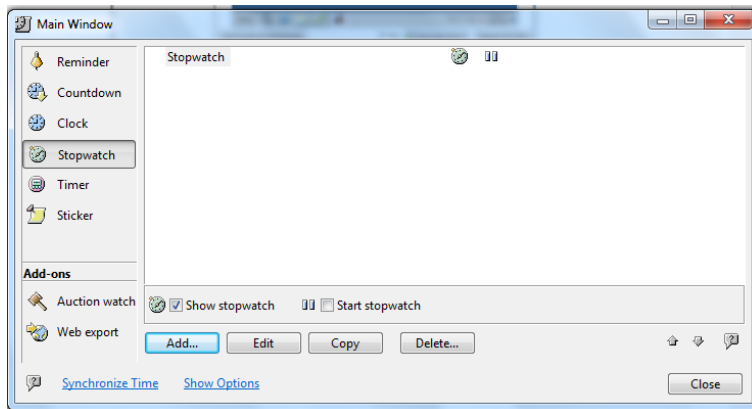 Main Window
Reminder
Countdown
Clock
Stopwatch
Timer
Sticker
Add-ons
Auction watch
Web export
Stopwatch
Show stopwatch Start stopwatch
Add... Edit Copy Delete...
Synchronize Time Show Options Close